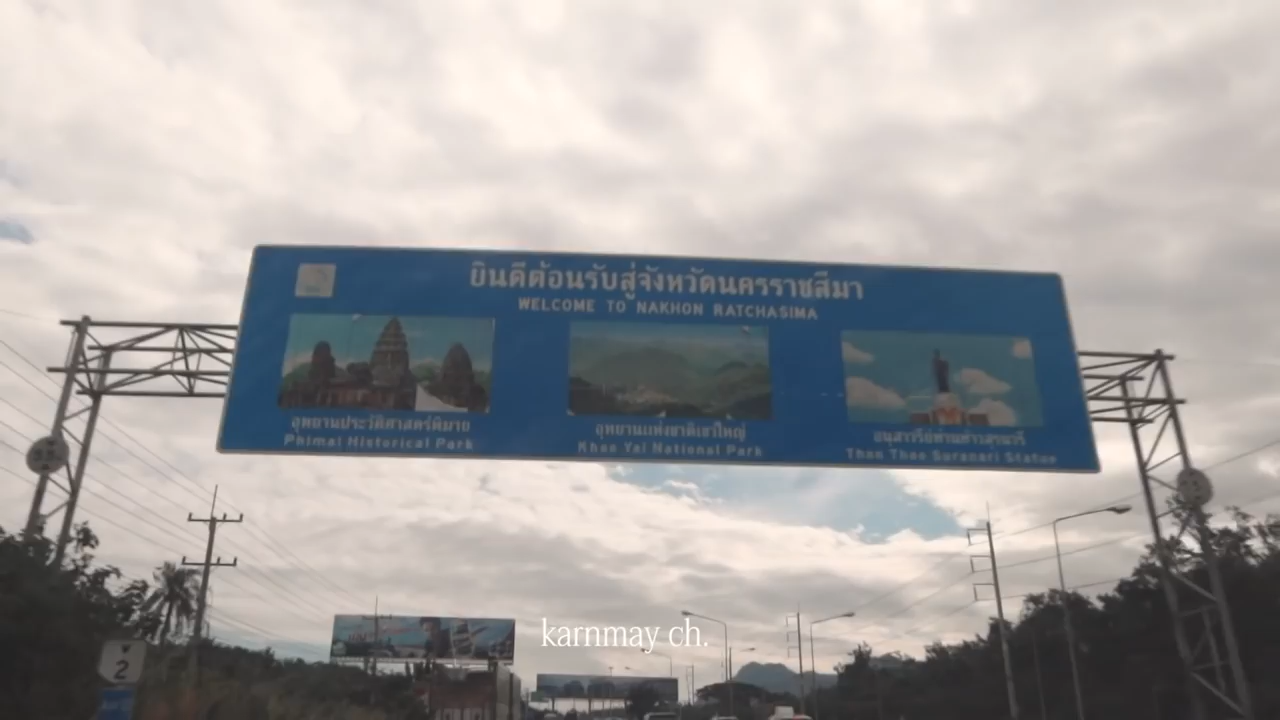 ยินดีต้อนรับสู่จังหวัดนครราชสีมา
WELCOME TO NAKHON RATCHASIMA
อุทยานประวัติศาสตร์พิมาย
Phimai Historical Park
อุทยานแห่งชาติเขาใหญ่
Khao Yai National Park
อนุสาวรีย์ท่านท้าวสุรนารี
Thao Suranari Statue
2
karnmay ch.